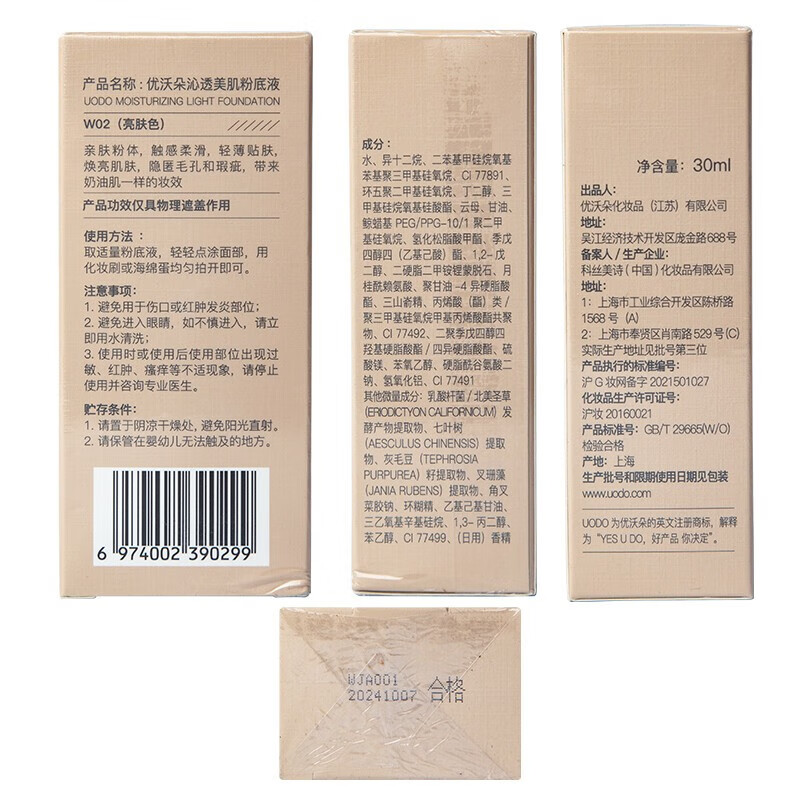 产品名称：优沃朵沁透美肌粉底液
UODO MOISTURIZING LIGHT FOUNDATION
W02（亮肤色）
亲肤粉体，触感柔滑，轻薄贴肤，
焕亮肌肤，隐匿毛孔和瑕疵，带来
奶油肌一样的妆效
产品功效仅具物理遮盖作用
使用方法：
取适量粉底液，轻轻点涂面部，用
化妆刷或海绵蛋均匀拍开即可。
注意事项：
1. 避免用于伤口或红肿发炎部位；
2. 避免进入眼睛，如不慎进入，请立
即用水清洗；
3. 使用时或使用后使用部位出现过
敏、红肿、瘙痒等不适现象，请停止
使用并咨询专业医生。
贮存条件：
1. 请置于阴凉干燥处，避免阳光直射。
2. 请保管在婴幼儿无法触及的地方。
6 974002 390299
成分：
水、异十二烷、二苯基甲硅烷氧基
苯基聚三甲基硅氧烷、CI 77891、
环五聚二甲基硅氧烷、丁二醇、三
甲基硅烷氧基硅酸酯、云母、甘油、
鲸蜡基 PEG/PPG-10/1 聚二甲
基硅氧烷、氢化松脂酸甲酯、季戊
四醇四（乙基己酸）酯、1,2- 戊
二醇、二硬脂二甲铵锂蒙脱石、月
桂酰赖氨酸、聚甘油 -4 异硬脂酸
酯、三山嵛精、丙烯酸（酯）类 /
聚三甲基硅氧烷甲基丙烯酸酯共聚
物、CI 77492、二聚季戊四醇四
羟基硬脂酸酯 / 四异硬脂酸酯、硫
酸镁、苯氧乙醇、硬脂酰谷氨酸二
钠、氢氧化铝、CI 77491
其他微量成分：乳酸杆菌 / 北美圣草
(ERIODICTYON CALIFORNICUM) 发
酵产物提取物、七叶树
(AESCULUS CHINENSIS) 提取
物、灰毛豆（TEPHROSIA
PURPUREA）籽提取物、叉珊藻
(JANIA RUBENS) 提取物、角叉
菜胶钠、环糊精、乙基己基甘油、
三乙氧基辛基硅烷、1,3- 丙二醇、
苯乙醇、CI 77499、（日用）香精
净含量：30ml
出品人：
优沃朵化妆品（江苏）有限公司
地址：
吴江经济技术开发区庞金路688号
备案人 / 生产企业：
科丝美诗（中国）化妆品有限公司
地址：
1：上海市工业综合开发区陈桥路
1568 号（A）
2：上海市奉贤区肖南路 529 号（C）
实际生产地址见批号第三位
产品执行的标准编号：
沪 G 妆网备字 2021501027
化妆品生产许可证号：
沪妆 20160021
产品标准号：GB/T 29665(W/O)
检验合格
产地：上海
生产批号和限期使用日期见包装
www.uodo.com
UODO 为优沃朵的英文注册商标，解释
为“YES U DO，好产品 你决定”。
WJA001
20241007 合格